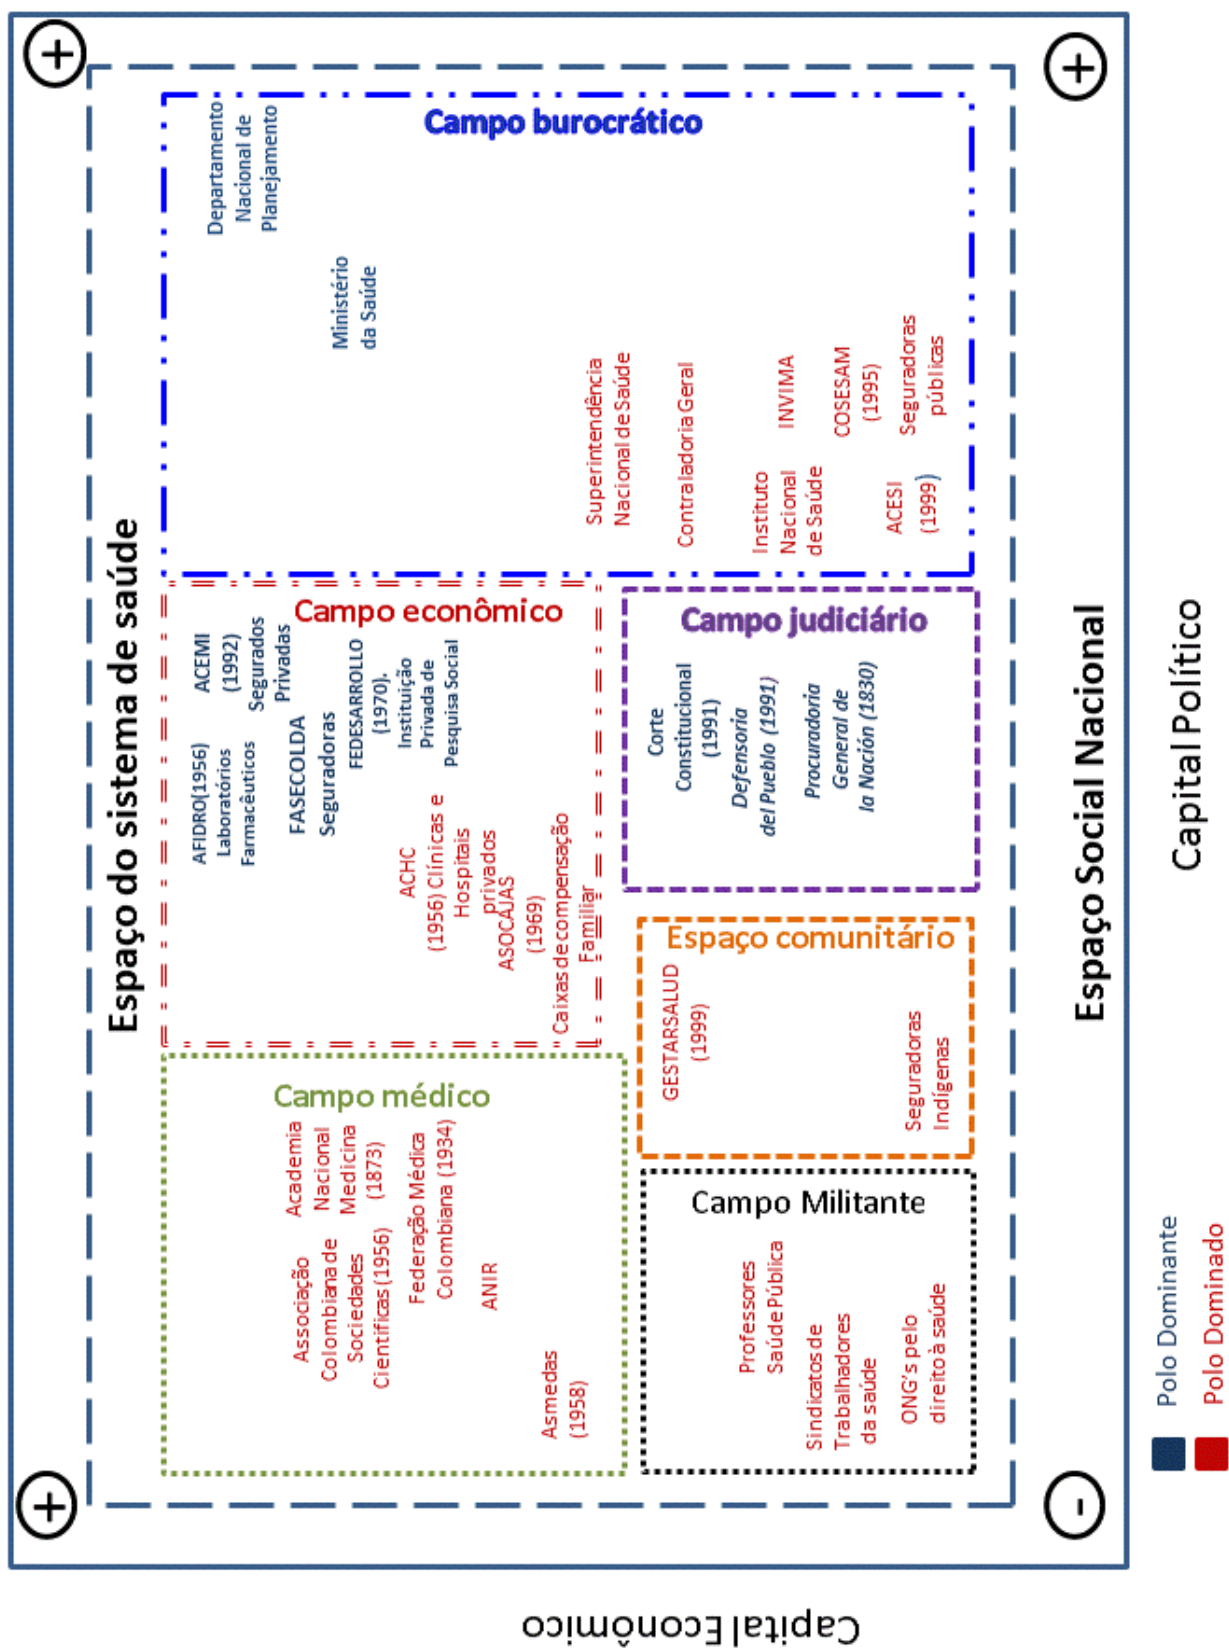 +
+
Espaço do sistema de saúde
Campo médico
Academia
Nacional
Medicina
(1873)
Associação
Colombiana de
Sociedades
Científicas (1956)
Federação Médica
Colombiana (1934)
ANIR
Asmedas
(1958)
Campo econômico
ACEMI
(1992)
Segurados
Privadas
AFIDRO(1956)
Laboratórios
Farmacêuticos
FASECOLDA
Seguradoras
FEDESARROLLO
(1970).
Instituição
Privada de
Pesquisa Social
ACHC
(1956) Clínicas e
Hospitais
privados
ASOCAJAS
(1969)
Caixas de compensação
Familiar
Campo burocrático
Departamento
Nacional de
Planejamento
Ministério
da Saúde
Superintendência
Nacional de Saúde
Contraladoria Geral
INVIMA
Instituto
Nacional
de Saúde
COSESAM
(1995)
Seguradoras
públicas
ACESI
(1999)
Campo Militante
Professores
Saúde Pública
Sindicatos de
Trabalhadores
da saúde
ONG's pelo
direito à saúde
Espaço comunitário
GESTARSALUD
(1999)
Seguradoras
Indígenas
Campo judiciário
Corte
Constitucional
(1991)
Defensoria
del Pueblo (1991)
Procuradoria
General de
la Nación (1830)
-
+
Espaço Social Nacional
Capital Econômico
Capital Político
Polo Dominante
Polo Dominado